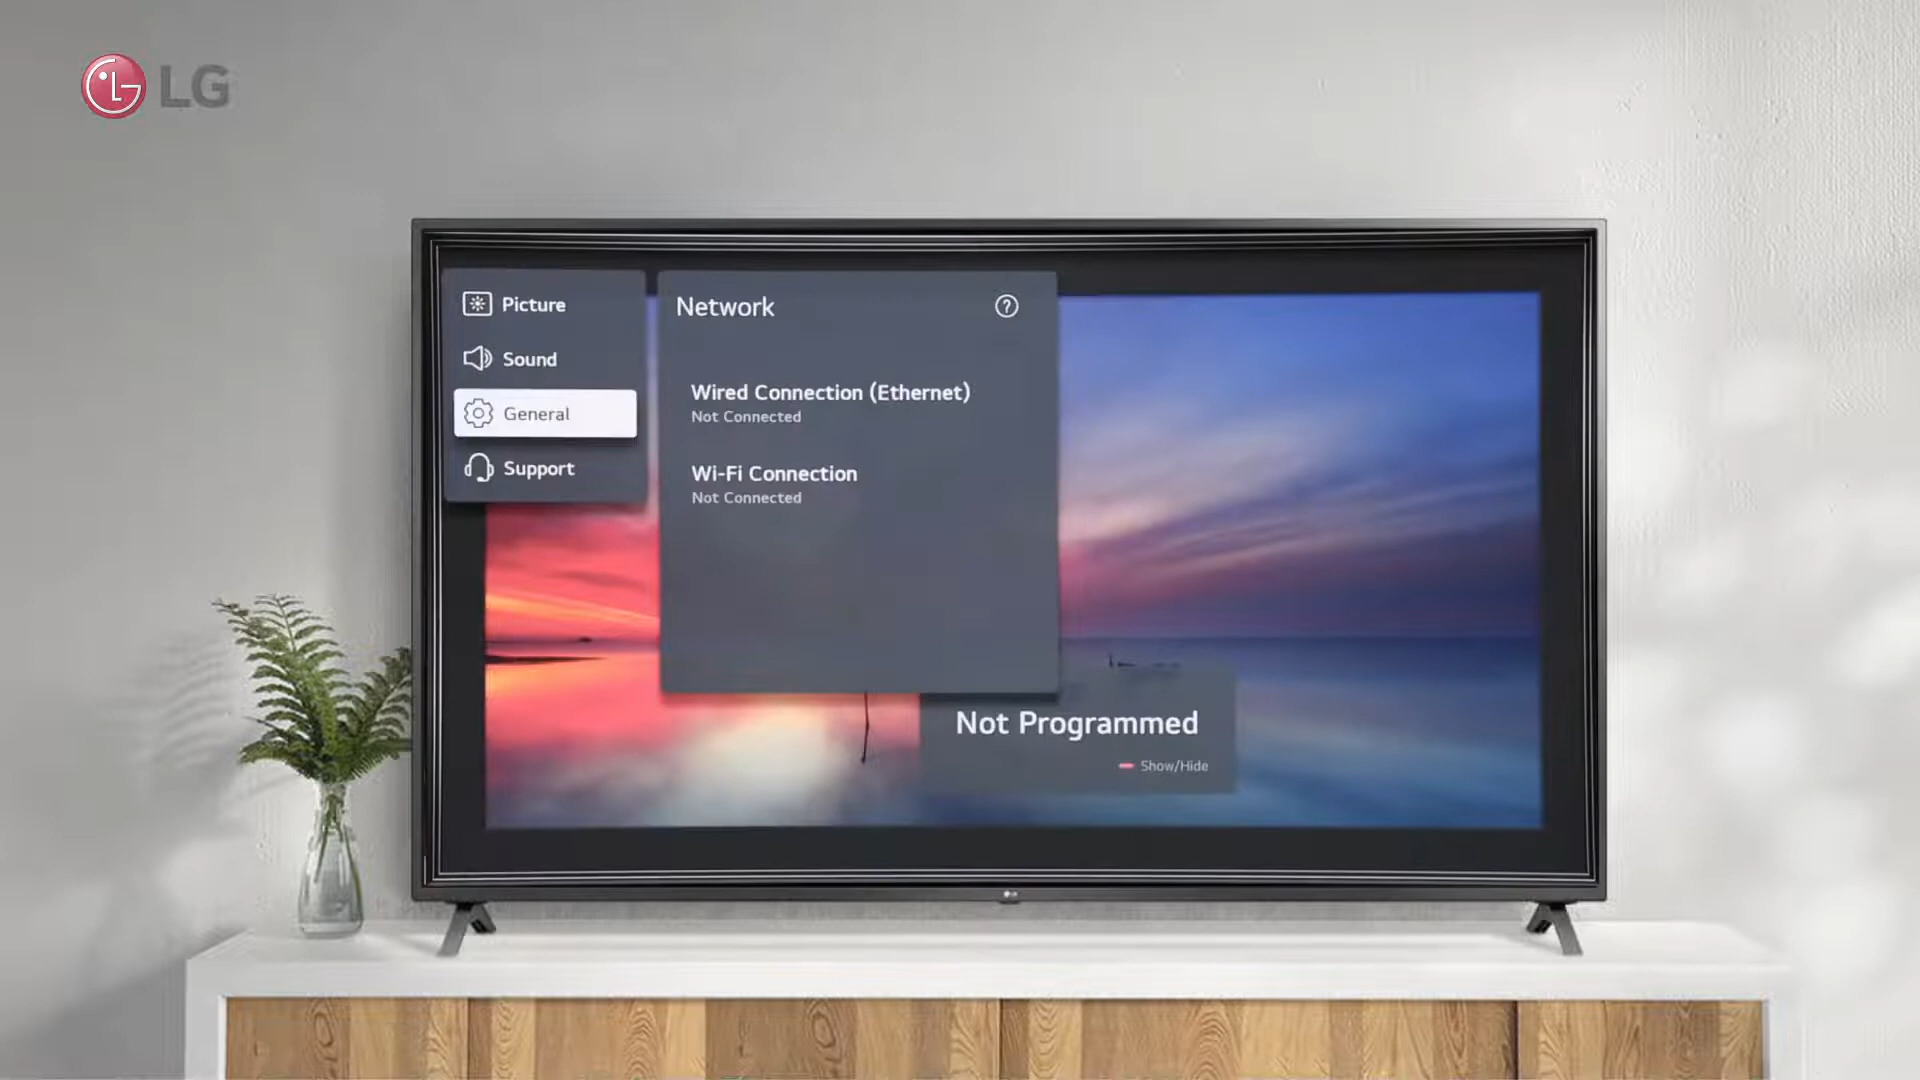 LG
Picture
Sound
General
Support
Network
Wired Connection (Ethernet)
Not Connected
Wi-Fi Connection
Not Connected
Not Programmed
Show/Hide